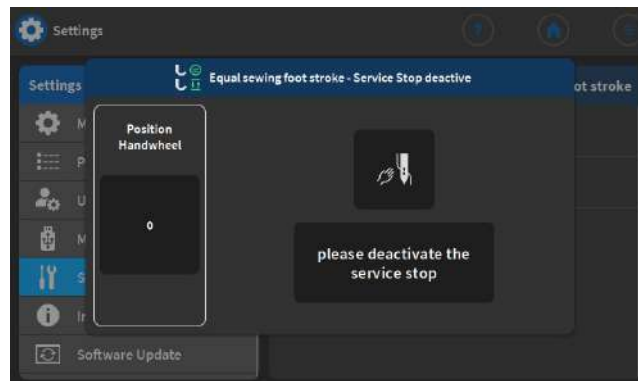 Settings
Equal sewing foot stroke - Service Stop deactive
Settings
ot stroke
M
P
U
M
S
Software Update
Position
Handwheel
0
please deactivate the
service stop